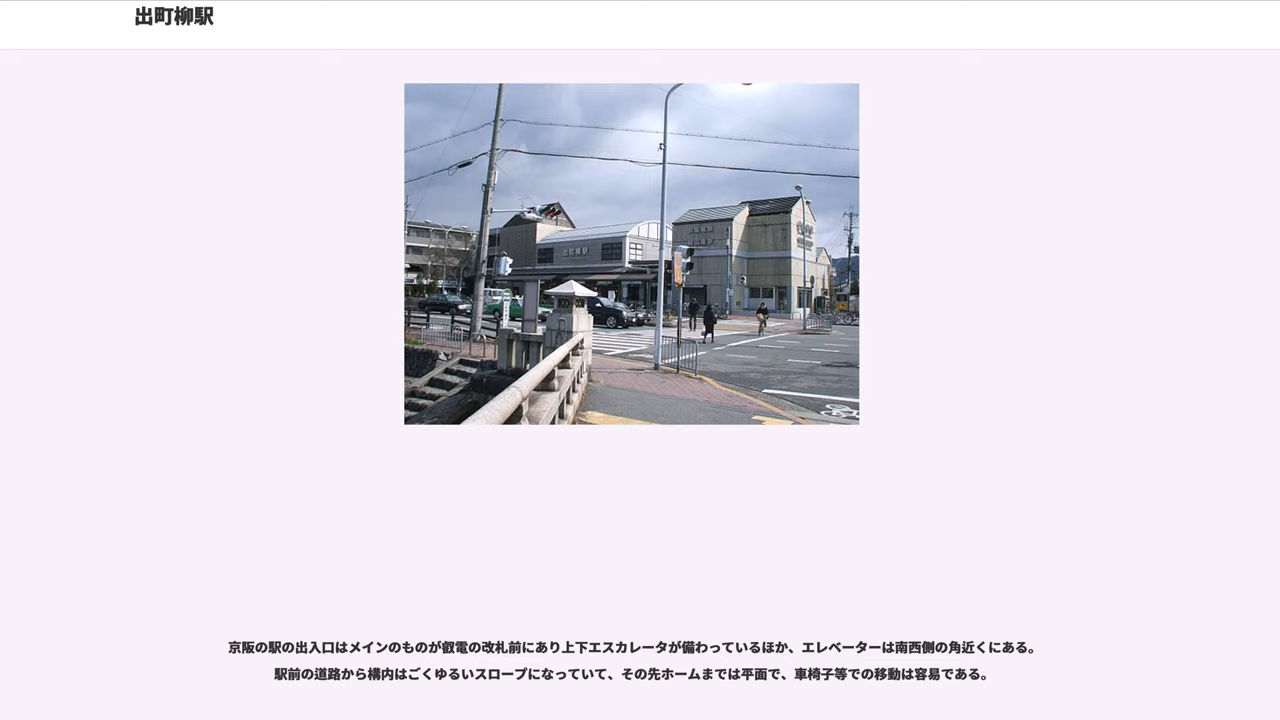 出町柳駅
出町柳駅
京阪の駅の出入口はメインのものが叡電の改札前にあり上下エスカレータが備わっているほか、エレベーターは南西側の角近くにある。
駅前の道路から構内はごくゆるいスロープになっていて、その先ホームまでは平面で、車椅子等での移動は容易である。